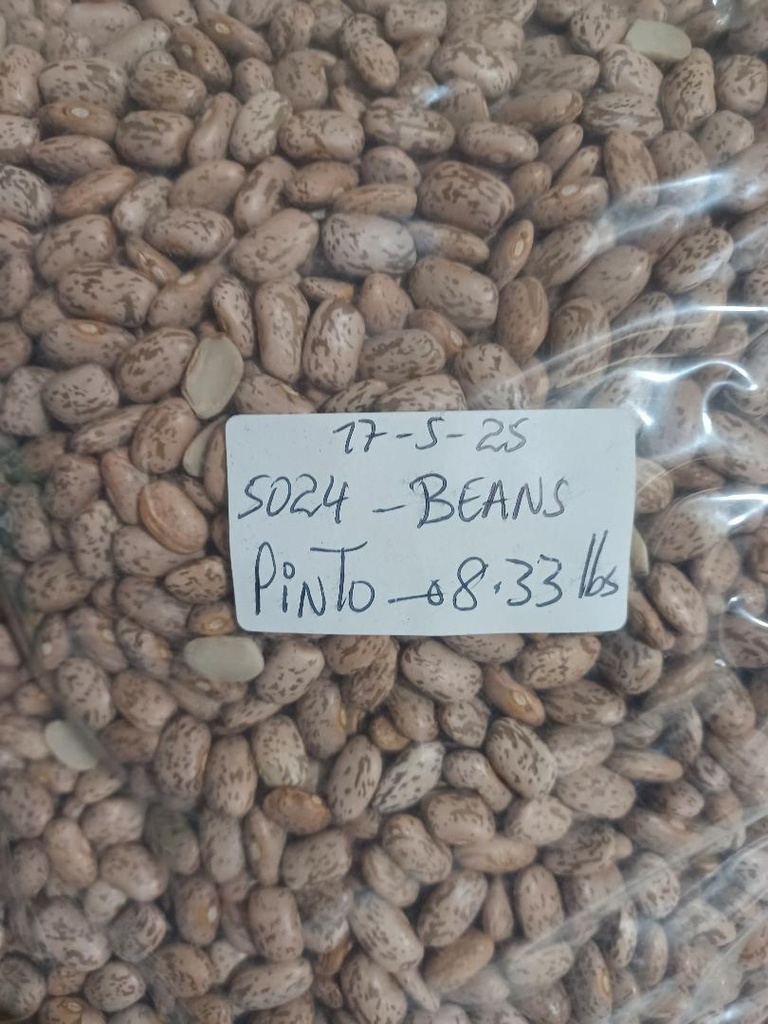 17-5-25
5024 - BEANS
PiNTO → 8.33 lbs